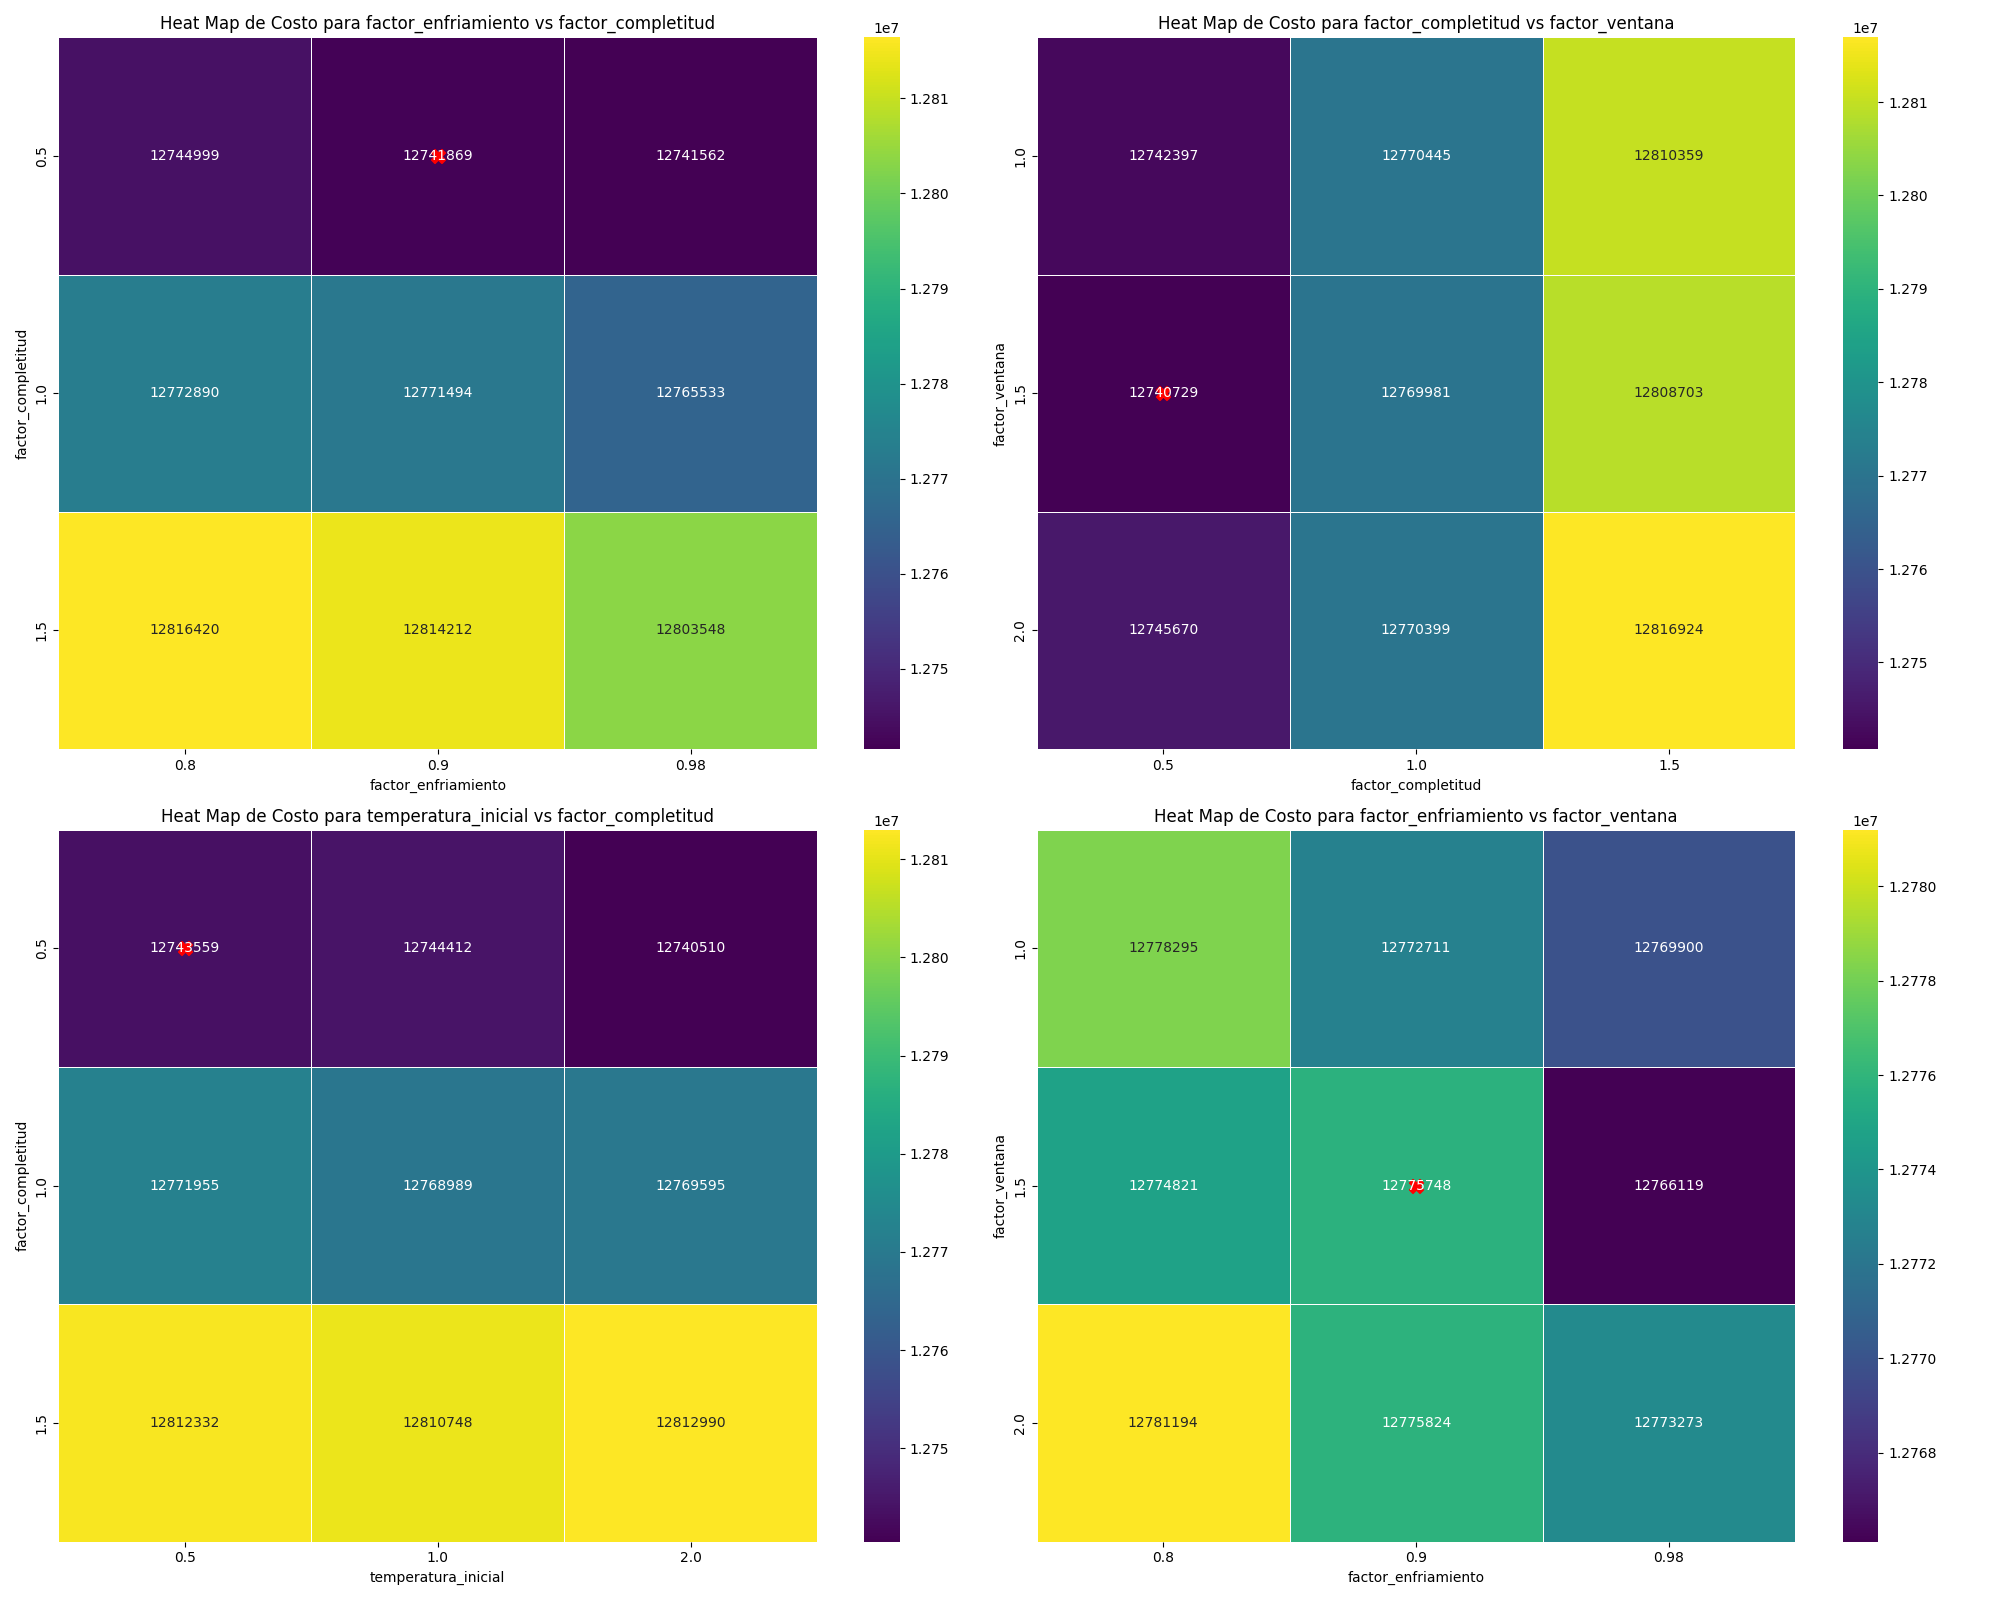 Heat Map de Costo para factor_enfriamiento vs factor_completitud
1e7
12744999 12741869 12741562
12772890 12771494 12765533
12816420 12814212 12803548
0.5
1.0
1.5
factor_completitud
0.8 0.9 0.98
factor_enfriamiento
1.281
1.280
1.279
1.278
1.277
1.276
1.275
Heat Map de Costo para factor_completitud vs factor_ventana
1e7
12742397 12770445 12810359
12740729 12769981 12808703
12745670 12770399 12816924
1.0
1.5
2.0
factor_ventana
0.5 1.0 1.5
factor_completitud
1.281
1.280
1.279
1.278
1.277
1.276
1.275
Heat Map de Costo para temperatura_inicial vs factor_completitud
1e7
12743559 12744412 12740510
12771955 12768989 12769595
12812332 12810748 12812990
0.5
1.0
1.5
factor_completitud
0.5 1.0 2.0
temperatura_inicial
1.281
1.280
1.279
1.278
1.277
1.276
1.275
Heat Map de Costo para factor_enfriamiento vs factor_ventana
1e7
12778295 12772711 12769900
12774821 12775748 12766119
12781194 12775824 12773273
1.0
1.5
2.0
factor_ventana
0.8 0.9 0.98
factor_enfriamiento
1.2780
1.2778
1.2776
1.2774
1.2772
1.2770
1.2768